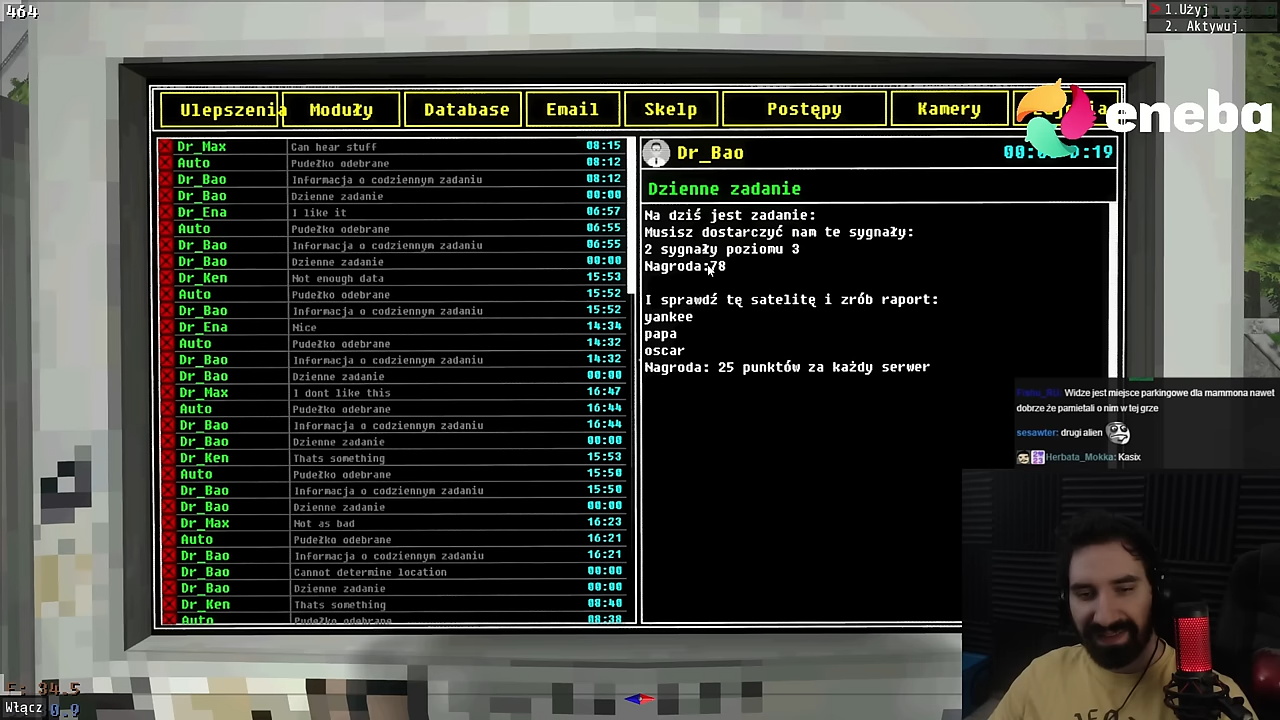 464
1.Użyj
2. Aktywuj.
Ulepszenia
Moduły
Database
Email
Skelp
Postępy
Kamery
eneba
Dr_Max Can hear stuff 08:15
Auto Pudełko odebrane 08:12
Dr_Bao Informacja o codziennym zadaniu 08:12
Dr_Bao Dzienne zadanie 00:00
Dr_Ena I like it 06:57
Auto Pudełko odebrane 06:55
Dr_Bao Informacja o codziennym zadaniu 06:55
Dr_Bao Dzienne zadanie 00:00
Dr_Ken Not enough data 15:53
Auto Pudełko odebrane 15:52
Dr_Bao Informacja o codziennym zadaniu 15:52
Dr_Ena Nice 14:34
Auto Pudełko odebrane 14:32
Dr_Bao Informacja o codziennym zadaniu 14:32
Dr_Bao Dzienne zadanie 00:00
Dr_Max I dont like this 16:47
Auto Pudełko odebrane 16:44
Dr_Bao Informacja o codziennym zadaniu 16:44
Dr_Bao Dzienne zadanie 00:00
Dr_Ken Thats something 15:53
Auto Pudełko odebrane 15:50
Dr_Bao Informacja o codziennym zadaniu 15:50
Dr_Bao Dzienne zadanie 00:00
Dr_Max Not as bad 16:23
Auto Pudełko odebrane 16:21
Dr_Bao Informacja o codziennym zadaniu 16:21
Dr_Bao Cannot determine location 00:00
Dr_Bao Dzienne zadanie 00:00
Dr_Ken Thats something 08:40
Auto Pudełko odebrane 08:38
Dr_Bao
Dzienne zadanie
Na dziś jest zadanie:
Musisz dostarczyć nam te sygnały:
2 sygnały poziomu 3
Nagroda:78
I sprawdź tę satelitę i zrób raport:
yankee
papa
oscar
Nagroda: 25 punktów za każdy serwer
Widze jest miejsce parkingowe dla mammona nawet
dobrze że pamietali o nim w tej grze
sesawter: drugi alien
Herbata_Mokka: Kasix
Włącz